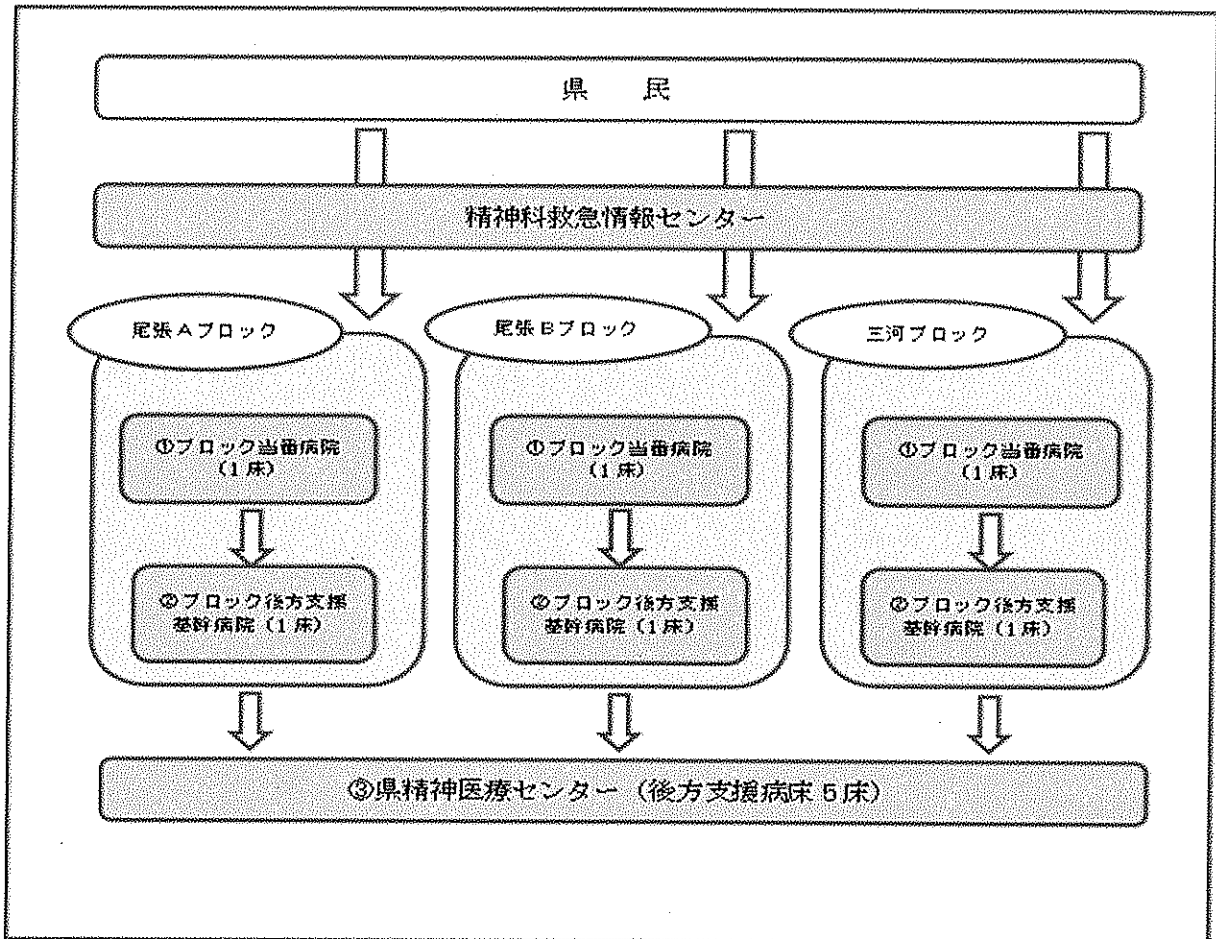 県　民
精神科救急情報センター
尾張Aブロック
①ブロック当番病院
（1床）
②ブロック後方支援
基幹病院（1床）
尾張Bブロック
①ブロック当番病院
（1床）
②ブロック後方支援
基幹病院（1床）
三河ブロック
①ブロック当番病院
（1床）
②ブロック後方支援
基幹病院（1床）
③県精神医療センター（後方支援病床5床）